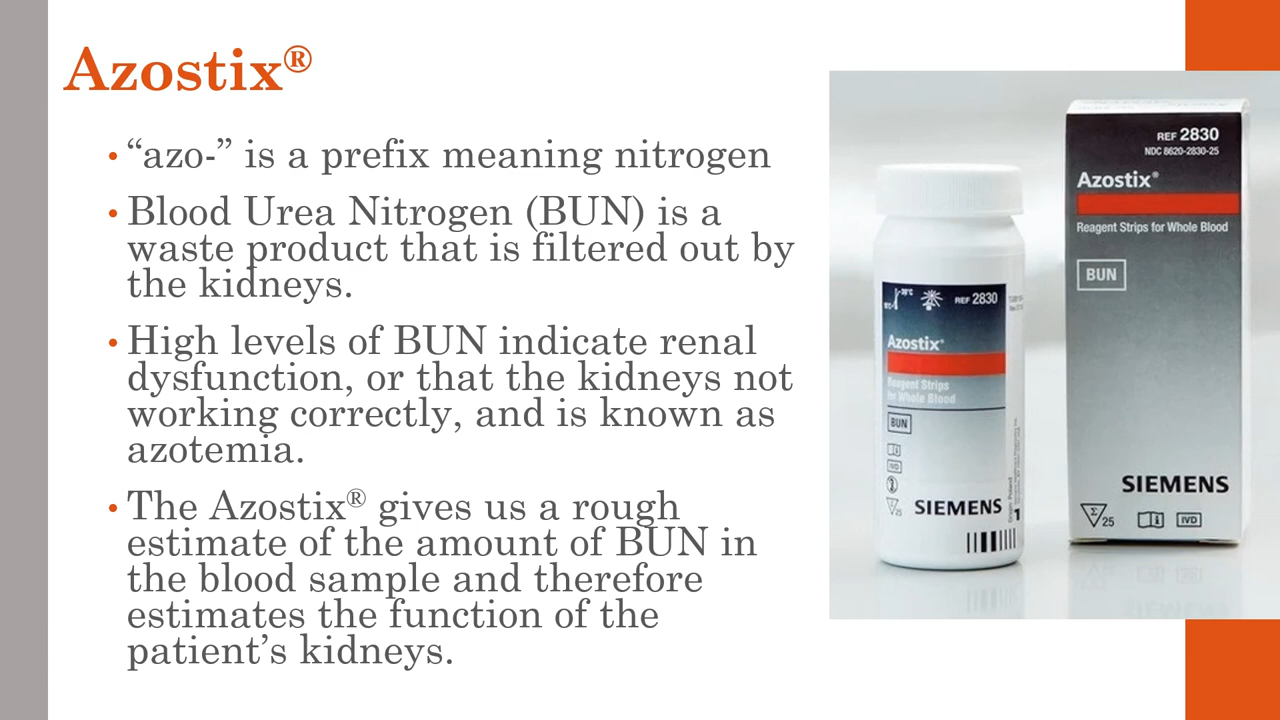 Azostix®
• “azo-” is a prefix meaning nitrogen
• Blood Urea Nitrogen (BUN) is a
waste product that is filtered out by
the kidneys.
• High levels of BUN indicate renal
dysfunction, or that the kidneys not
working correctly, and is known as
azotemia.
• The Azostix® gives us a rough
estimate of the amount of BUN in
the blood sample and therefore
estimates the function of the
patient’s kidneys.
REF 2830
NDC 8620-2830-25
Azostix®
Reagent Strips for Whole Blood
BUN
SIEMENS
Σ
25
IVD
REF 2830
Azostix®
Reagent Strips
for Whole Blood
BUN
IVD
25
SIEMENS